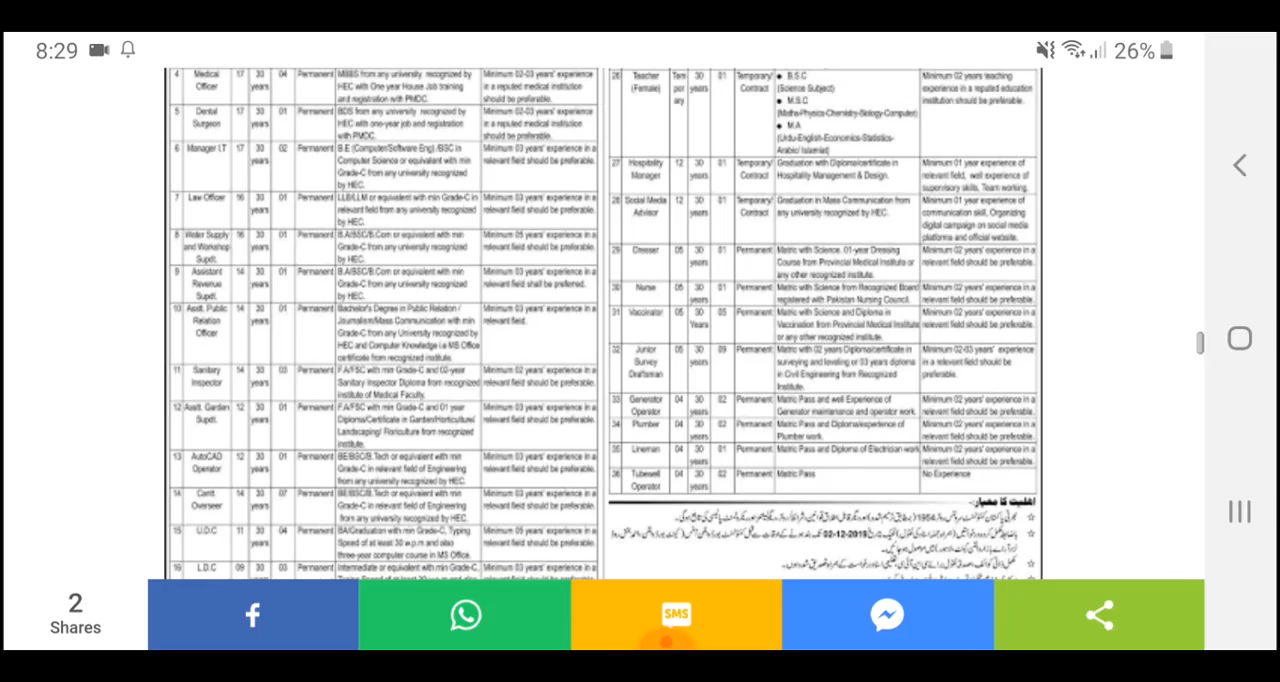 8:29
26%
4 Medical Officer 17 30 years 04 Permanent MBBS from any university recognized by HEC with One year House Job training and registration with PMDC. Minimum 02-03 years' experience in a reputed medical institution should be preferable.
5 Dental Surgeon 17 30 years 01 Permanent BDS from any university recognized by HEC with one-year job and registration with PMDC. Minimum 02-03 years' experience in a reputed medical institution should be preferable.
6 Manager I.T 17 30 years 02 Permanent B.E (Computer/Software Eng) /BSC in Computer Science or equivalent with min Grade-C from any university recognized by HEC. Minimum 03 years' experience in a relevant field should be preferable.
7 Law Officer 16 30 years 01 Permanent LLB/LLM or equivalent with min Grade-C in relevant field from any university recognized by HEC. Minimum 03 years' experience in a relevant field should be preferable.
8 Water Supply and Workshop Supdt. 16 30 years 01 Permanent B.A/BSC/B.Com or equivalent with min Grade-C from any university recognized by HEC. Minimum 05 years' experience in a relevant field should be preferable.
9 Assistant Revenue Supdt. 14 30 years 01 Permanent B.A/BSC/B.Com or equivalent with min Grade-C from any university recognized by HEC. Minimum 03 years' experience in a relevant field shall be preferred.
10 Asstt. Public Relation Officer 14 30 years 01 Permanent Bachelor's Degree in Public Relation / Journalism/Mass Communication with min Grade-C from any University recognized by HEC and Computer Knowledge i.e MS Office certificate from recognized institute. Minimum 03 years' experience in a relevant field.
11 Sanitary Inspector 14 30 years 03 Permanent F.A/FSC with min Grade-C and 02-year Sanitary Inspector Diploma from recognized institute of Medical Faculty. Minimum 02 years' experience in a relevant field should be preferable.
12 Asstt. Garden Supdt. 12 30 years 01 Permanent F.A/FSC with min Grade-C and 01 year Diploma/Certificate in Garden/Horticulture/ Landscaping/ Floriculture from recognized institute. Minimum 03 years' experience in a relevant field should be preferable.
13 AutoCAD Operator 12 30 years 01 Permanent BE/BSC/B.Tech or equivalent with min Grade-C in relevant field of Engineering from any university recognized by HEC. Minimum 03 years' experience in a relevant field should be preferable.
14 Cantt Overseer 14 30 years 07 Permanent BE/BSC/B.Tech or equivalent with min Grade-C in relevant field of Engineering from any university recognized by HEC. Minimum 03 years' experience in a relevant field should be preferable.
15 U.D.C 11 30 years 04 Permanent BA/Graduation with min Grade-C, Typing Speed of at least 30 w.p.m and also three-year computer course in MS Office. Minimum 05 years' experience in a relevant field should be preferable.
16 L.D.C 09 30 03 Permanent Intermediate or equivalent with min Grade-C, Minimum 03 years' experience in a
26 Teacher (Female) Tem por ary 30 years 01 Temporary/ Contract • B.S.C (Science Subject) • M.S.C (Maths-Physics-Chemistry-Biology-Computer) • M.A (Urdu-English-Economics-Statistics-Arabic/ Islamiat) Minimum 02 years teaching experience in a reputed education institution should be preferable.
27 Hospitality Manager 12 30 years 01 Temporary/ Contract Graduation with Diploma/certificate in Hospitality Management & Design. Minimum 01 year experience of relevant field, well experience of supervisory skills, Team working.
28 Social Media Advisor 12 30 years 01 Temporary/ Contract Graduation in Mass Communication from any university recognized by HEC. Minimum 01 year experience of communication skill, Organizing digital campaign on social media platforms and official website.
29 Dresser 05 30 years 01 Permanent Matric with Science. 01-year Dressing Course from Provincial Medical Institute or any other recognized institute. Minimum 02 years' experience in a relevant field should be preferable.
30 Nurse 05 30 years 01 Permanent Matric with Science from Recognized Board registered with Pakistan Nursing Council. Minimum 02 years' experience in a relevant field should be preferable.
31 Vaccinator 05 30 Years 05 Permanent Matric with Science and Diploma in Vaccination from Provincial Medical Institute or any other recognized institute. Minimum 02 years' experience in a relevant field should be preferable.
32 Junior Survey Draftsman 05 30 years 09 Permanent Matric with 02 years Diploma/certificate in surveying and leveling or 03 years diploma in Civil Engineering from Recognized Institute. Minimum 02-03 years' experience in a relevant field should be preferable.
33 Generator Operator 04 30 years 02 Permanent Matric Pass and well Experience of Generator maintenance and operator work. Minimum 02 years' experience in a relevant field should be preferable.
34 Plumber 04 30 years 02 Permanent Matric Pass and Diploma/experience of Plumber work. Minimum 02 years' experience in a relevant field should be preferable.
35 Lineman 04 30 years 01 Permanent Matric Pass and Diploma of Electrician work Minimum 02 years' experience in a relevant field should be preferable.
36 Tubewell Operator 04 30 years 02 Permanent Matric Pass No Experience
اہلیت کا معیار:
2
Shares
SMS